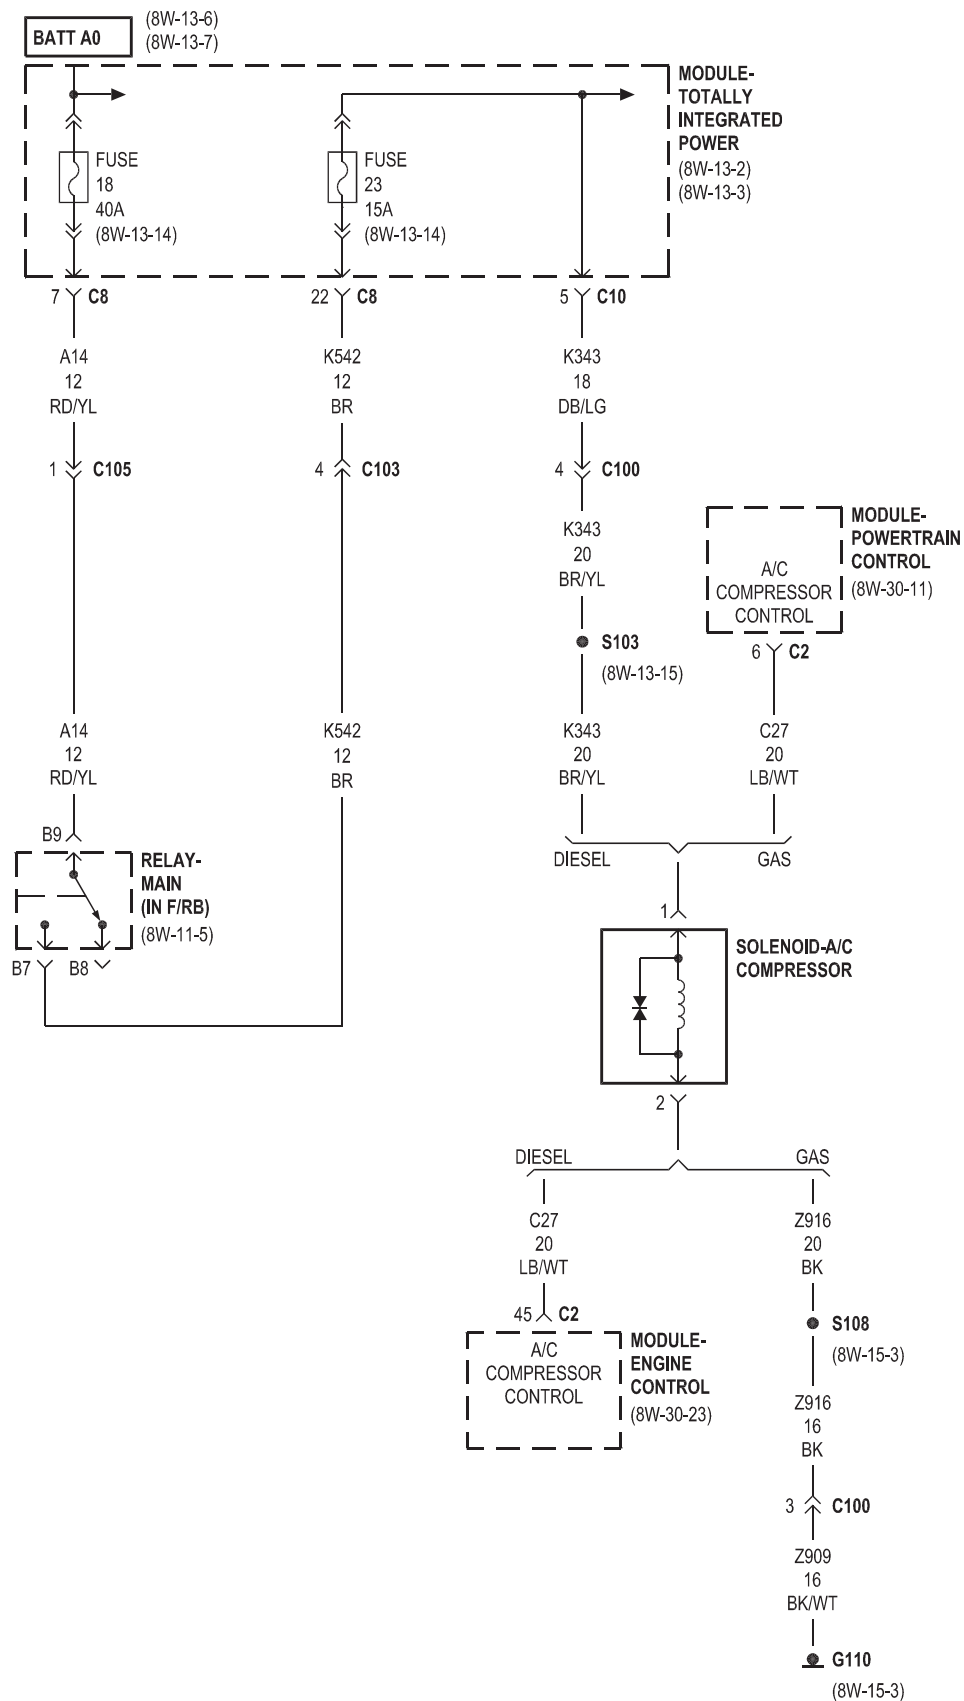 BATT A0
(8W-13-6)
(8W-13-7)
MODULE-
TOTALLY
INTEGRATED
POWER
(8W-13-2)
(8W-13-3)
FUSE
18
40A
(8W-13-14)
FUSE
23
15A
(8W-13-14)
7 C8
22 C8
5 C10
A14
12
RD/YL
K542
12
BR
K343
18
DB/LG
1 C105
4 C103
4 C100
K343
20
BR/YL
MODULE-
POWERTRAIN
CONTROL
(8W-30-11)
A/C
COMPRESSOR
CONTROL
S103
(8W-13-15)
6 C2
A14
12
RD/YL
K542
12
BR
K343
20
BR/YL
C27
20
LB/WT
B9
RELAY-
MAIN
(IN F/RB)
(8W-11-5)
B7 B8
DIESEL
GAS
1
SOLENOID-A/C
COMPRESSOR
2
DIESEL
GAS
C27
20
LB/WT
Z916
20
BK
45 C2
S108
(8W-15-3)
A/C
COMPRESSOR
CONTROL
MODULE-
ENGINE
CONTROL
(8W-30-23)
Z916
16
BK
3 C100
Z909
16
BK/WT
G110
(8W-15-3)